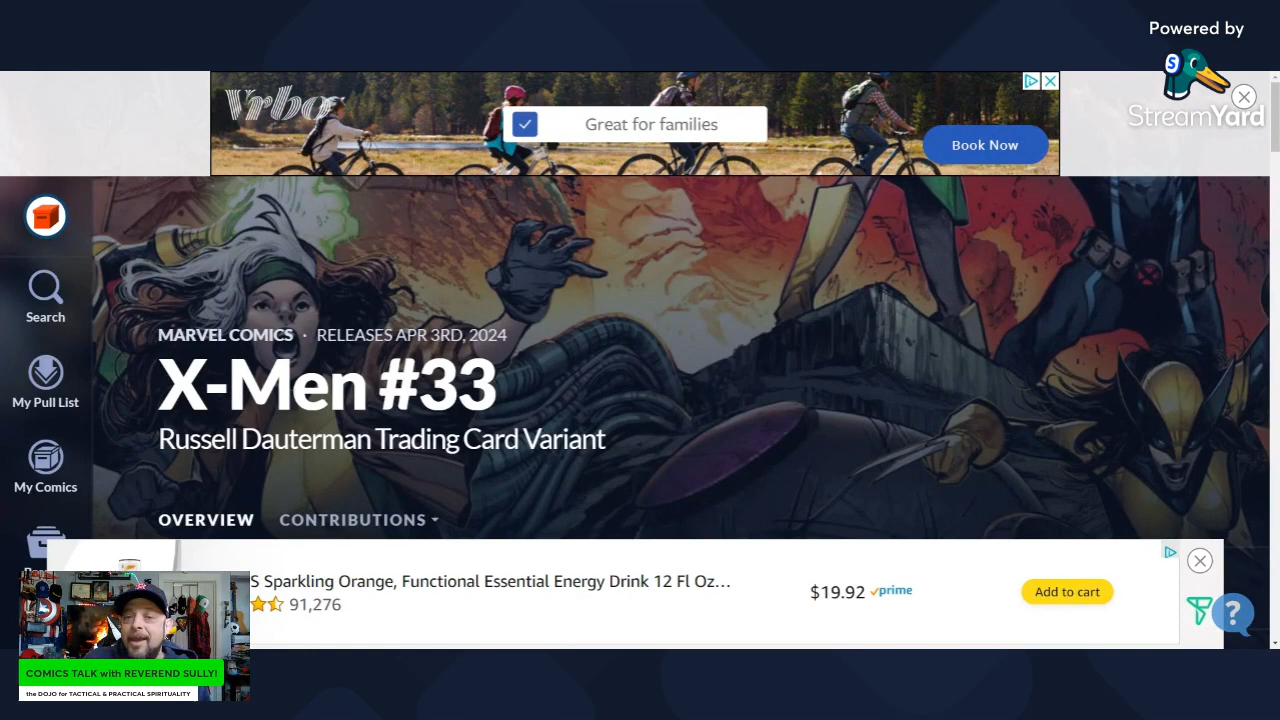 Powered by
StreamYard
Vrbo
Great for families
Book Now
Search
My Pull List
My Comics
MARVEL COMICS · RELEASES APR 3RD, 2024
X-Men #33
Russell Dauterman Trading Card Variant
OVERVIEW CONTRIBUTIONS
S Sparkling Orange, Functional Essential Energy Drink 12 Fl Oz...
91,276
$19.92 prime
Add to cart
?
COMICS TALK with REVEREND SULLY!
the DOJO for TACTICAL & PRACTICAL SPIRITUALITY